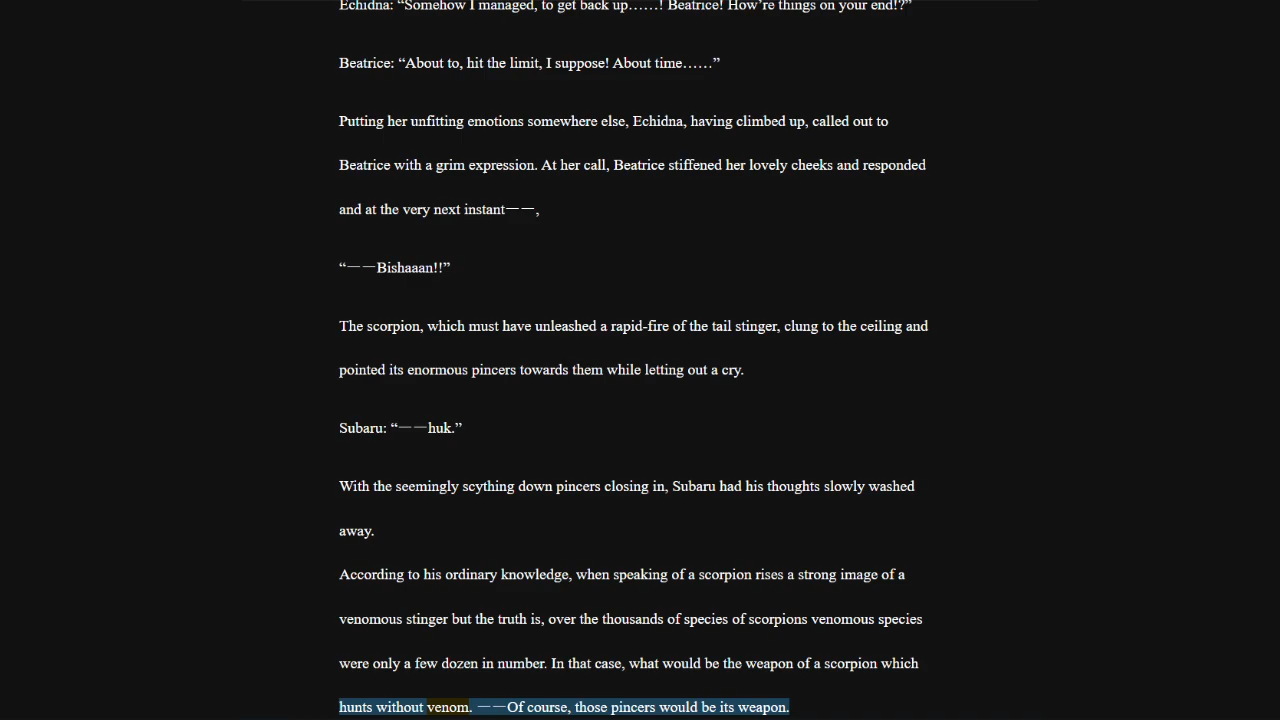 Echidna: “Somehow I managed, to get back up……! Beatrice! How’re things on your end!?”
Beatrice: “About to, hit the limit, I suppose! About time……”
Putting her unfitting emotions somewhere else, Echidna, having climbed up, called out to
Beatrice with a grim expression. At her call, Beatrice stiffened her lovely cheeks and responded
and at the very next instant――,
“――Bishaaan!!”
The scorpion, which must have unleashed a rapid-fire of the tail stinger, clung to the ceiling and
pointed its enormous pincers towards them while letting out a cry.
Subaru: “――huk.”
With the seemingly scything down pincers closing in, Subaru had his thoughts slowly washed
away.
According to his ordinary knowledge, when speaking of a scorpion rises a strong image of a
venomous stinger but the truth is, over the thousands of species of scorpions venomous species
were only a few dozen in number. In that case, what would be the weapon of a scorpion which
hunts without venom. ――Of course, those pincers would be its weapon.